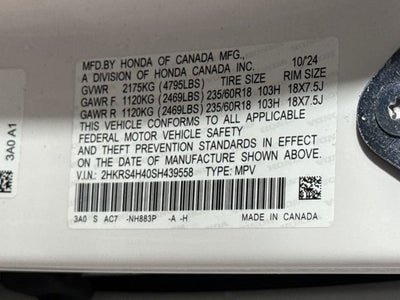 MFD.BY HONDA OF CANADA MFG., 10/24
A DIVISION OF HONDA CANADA INC.
GVWR 2175KG (4795LBS) TIRE SIZE RIM SIZE
GAWR F 1120KG (2469LBS) 235/60R18 103H 18X7.5J
GAWR R 1120KG (2469LBS) 235/60R18 103H 18X7.5J
THIS VEHICLE CONFORMS TO ALL APPLICABLE
FEDERAL MOTOR VEHICLE SAFETY
AND THEFT PREVENTION STANDARDS IN EFFECT
ON THE DATE OF MANUFACTURE SHOWN ABOVE.
V.I.N.: 2HKRS4H40SH439558 TYPE: MPV
3A0 S AC7 -NH883P -A -H MADE IN CANADA
3A0 A1